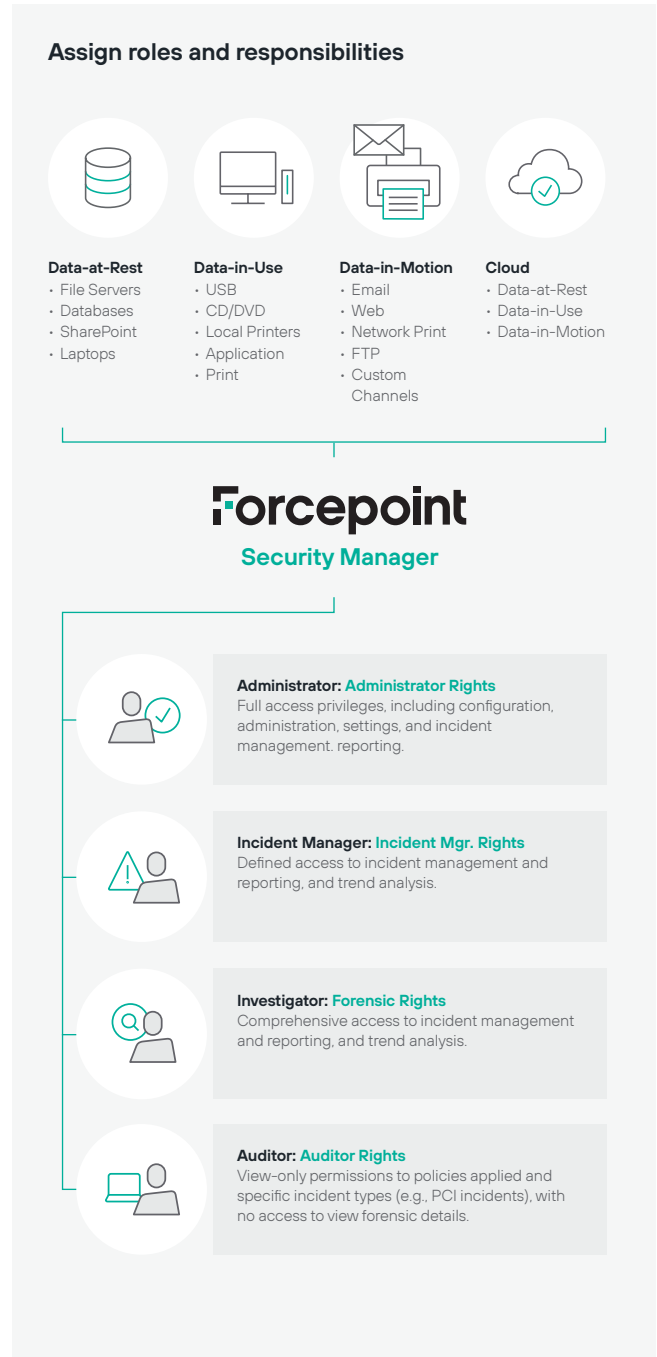 Assign roles and responsibilities
Data-at-Rest
• File Servers
• Databases
• SharePoint
• Laptops
Data-in-Use
• USB
• CD/DVD
• Local Printers
• Application
• Print
Data-in-Motion
• Email
• Web
• Network Print
• FTP
• Custom
Channels
Cloud
• Data-at-Rest
• Data-in-Use
• Data-in-Motion
Forcepoint
Security Manager
Administrator: Administrator Rights
Full access privileges, including configuration,
administration, settings, and incident
management. reporting.
Incident Manager: Incident Mgr. Rights
Defined access to incident management and
reporting, and trend analysis.
Investigator: Forensic Rights
Comprehensive access to incident management
and reporting, and trend analysis.
Auditor: Auditor Rights
View-only permissions to policies applied and
specific incident types (e.g., PCI incidents), with
no access to view forensic details.